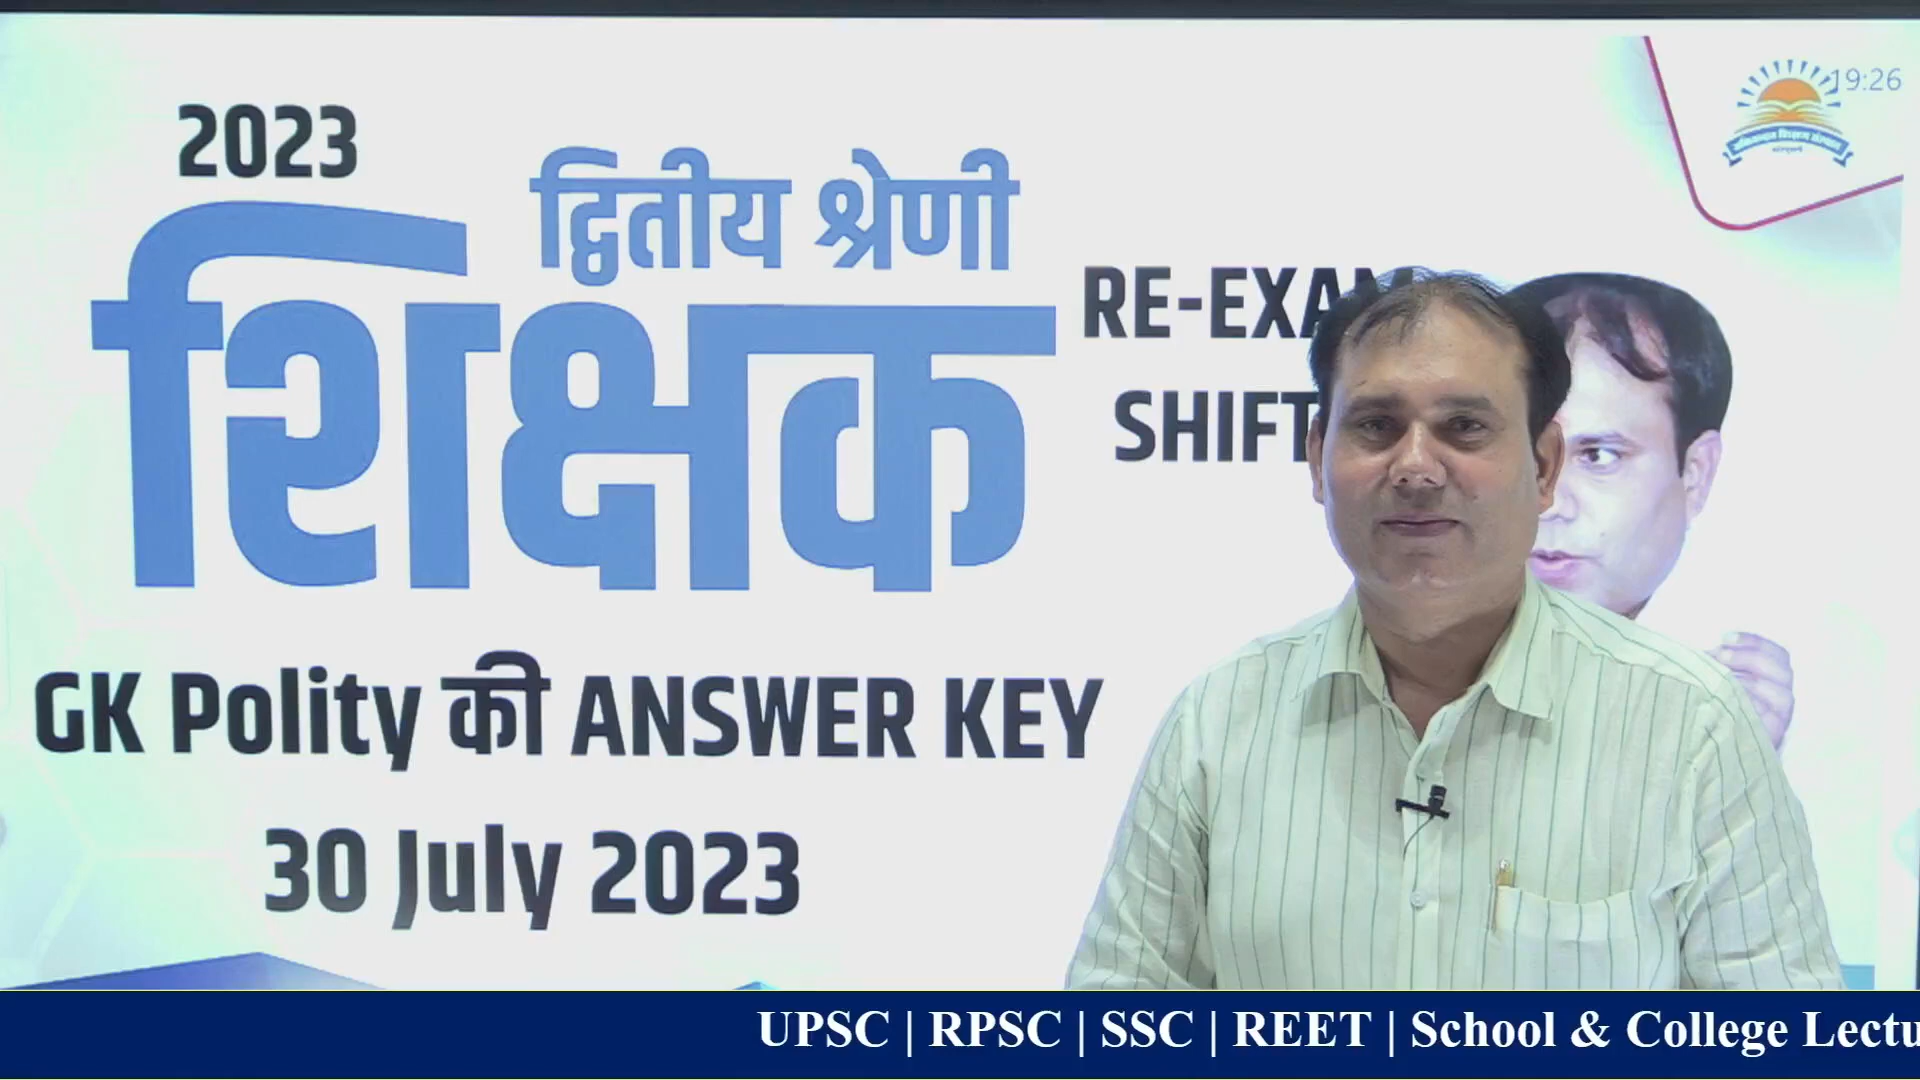 2023
19:26
द्वितीय श्रेणी
शिक्षक
RE-EXAM
SHIFT
GK Polity की ANSWER KEY
30 July 2023
UPSC | RPSC | SSC | REET | School & College Lectu